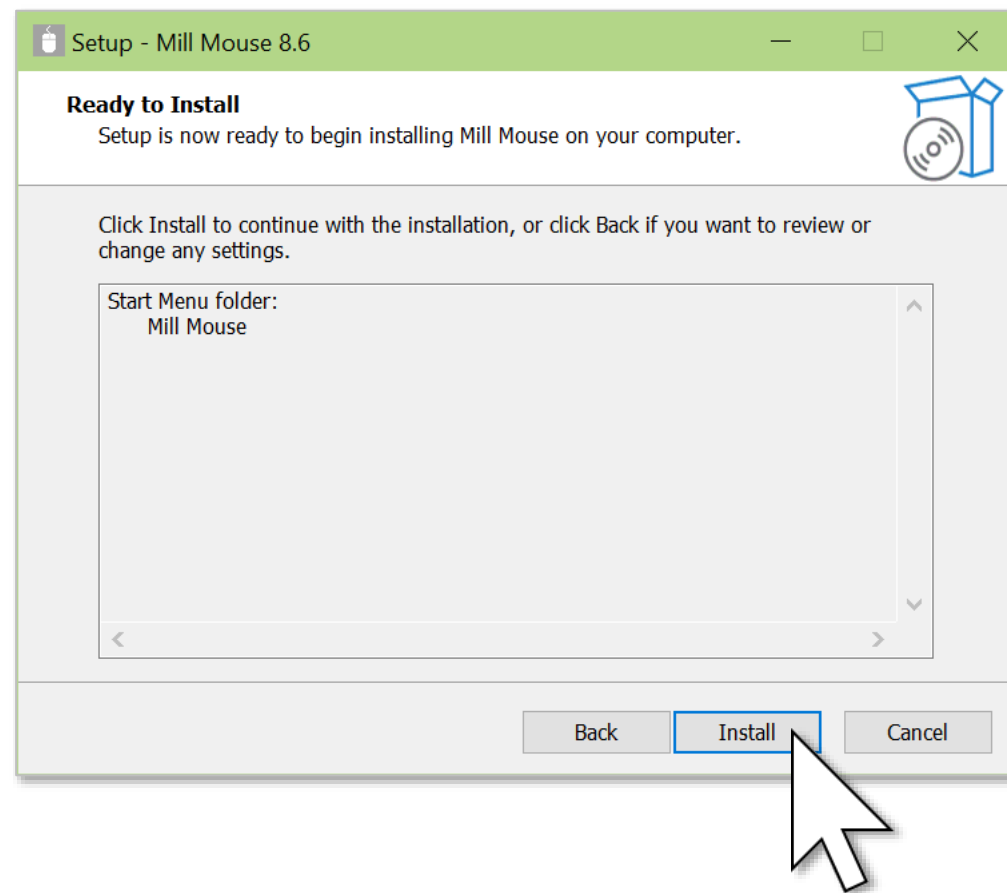 Setup - Mill Mouse 8.6
Ready to Install
Setup is now ready to begin installing Mill Mouse on your computer.
Click Install to continue with the installation, or click Back if you want to review or
change any settings.
Start Menu folder:
Mill Mouse
Back Install Cancel